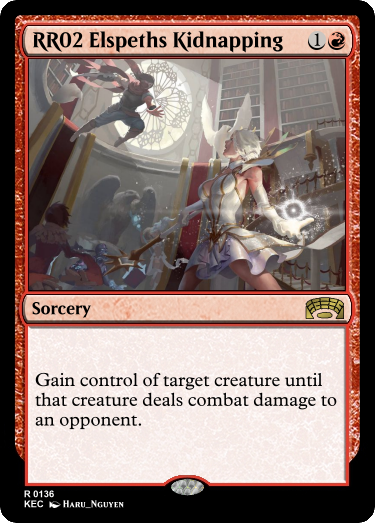 RR02 Elspeths Kidnapping 1
Sorcery
Gain control of target creature until
that creature deals combat damage to
an opponent.
R 0136
KEC Haru_Nguyen